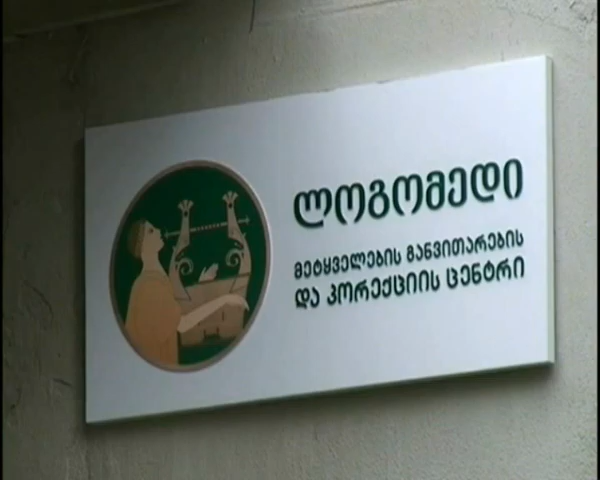 ლოგომედი
მეტყველების განვითარების
და კორექციის ცენტრი